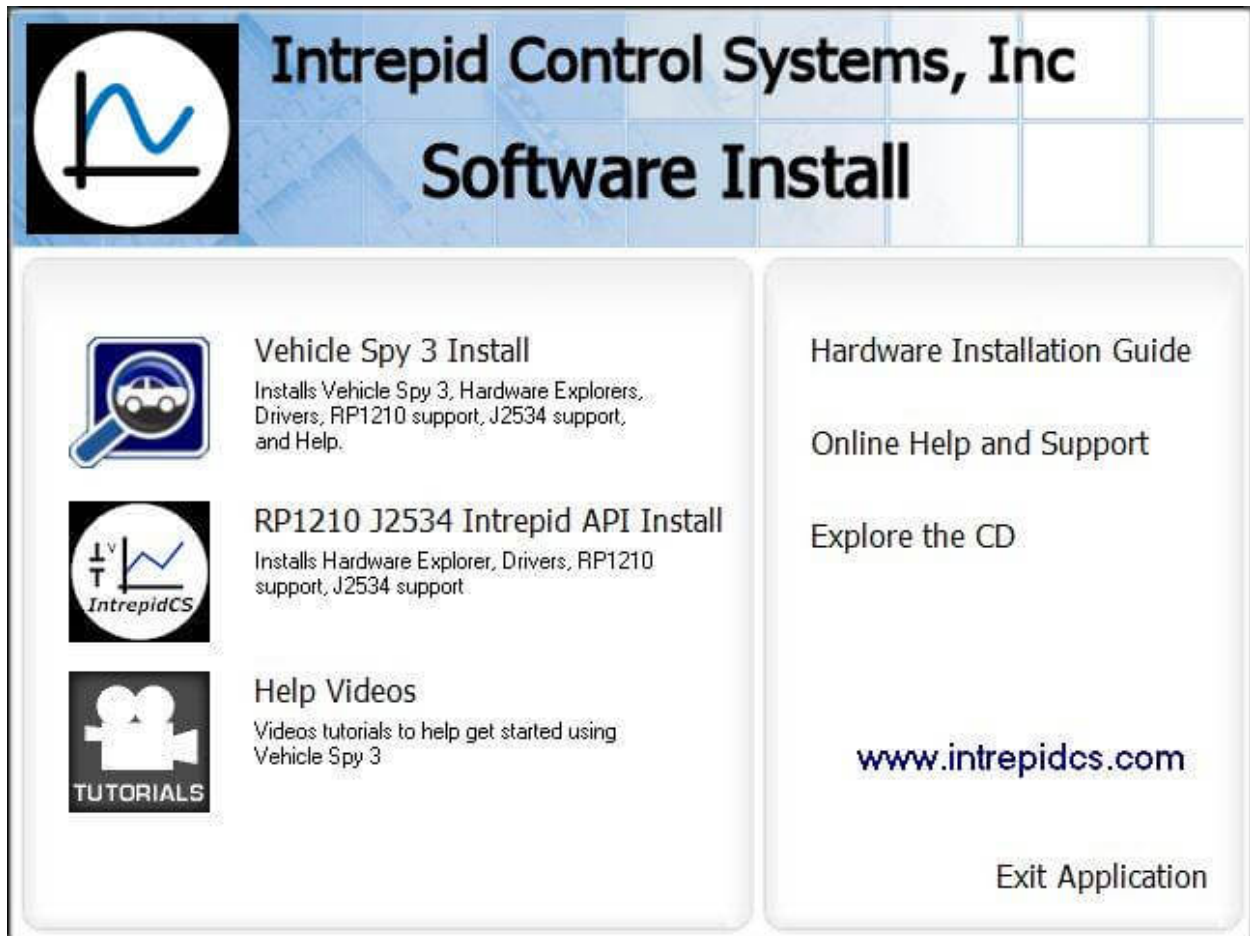 Intrepid Control Systems, Inc
Software Install
Vehicle Spy 3 Install
Installs Vehicle Spy 3, Hardware Explorers,
Drivers, RP1210 support, J2534 support,
and Help.
V
IntrepidCS
RP1210 J2534 Intrepid API Install
Installs Hardware Explorer, Drivers, RP1210
support, J2534 support
TUTORIALS
Help Videos
Videos tutorials to help get started using
Vehicle Spy 3
Hardware Installation Guide
Online Help and Support
Explore the CD
www.intrepidcs.com
Exit Application